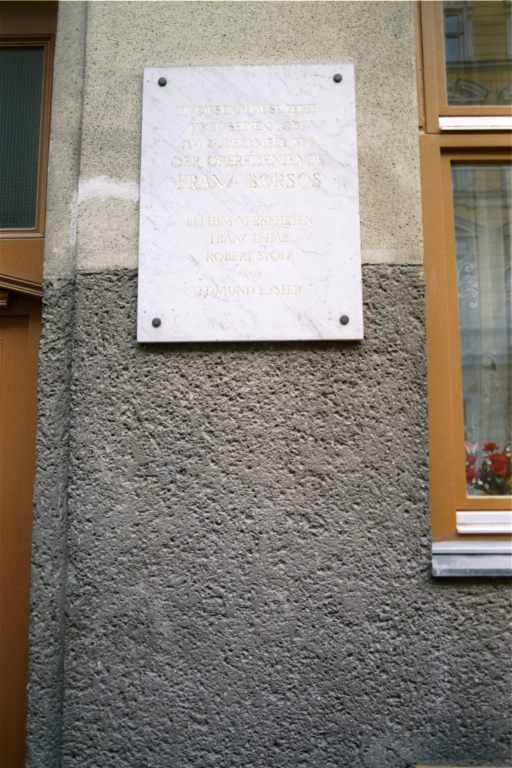 IN DIESEM HAUSE LEBTE
BIS ZU SEINEM TODE
AM DEZEMBER
DER OPERETTENTENOR
FRANZ BORSOS
BEI IHM VERKEHRTEN
FRANZ LEHAR
ROBERT STOLZ
UND
EDMUND EYSLER